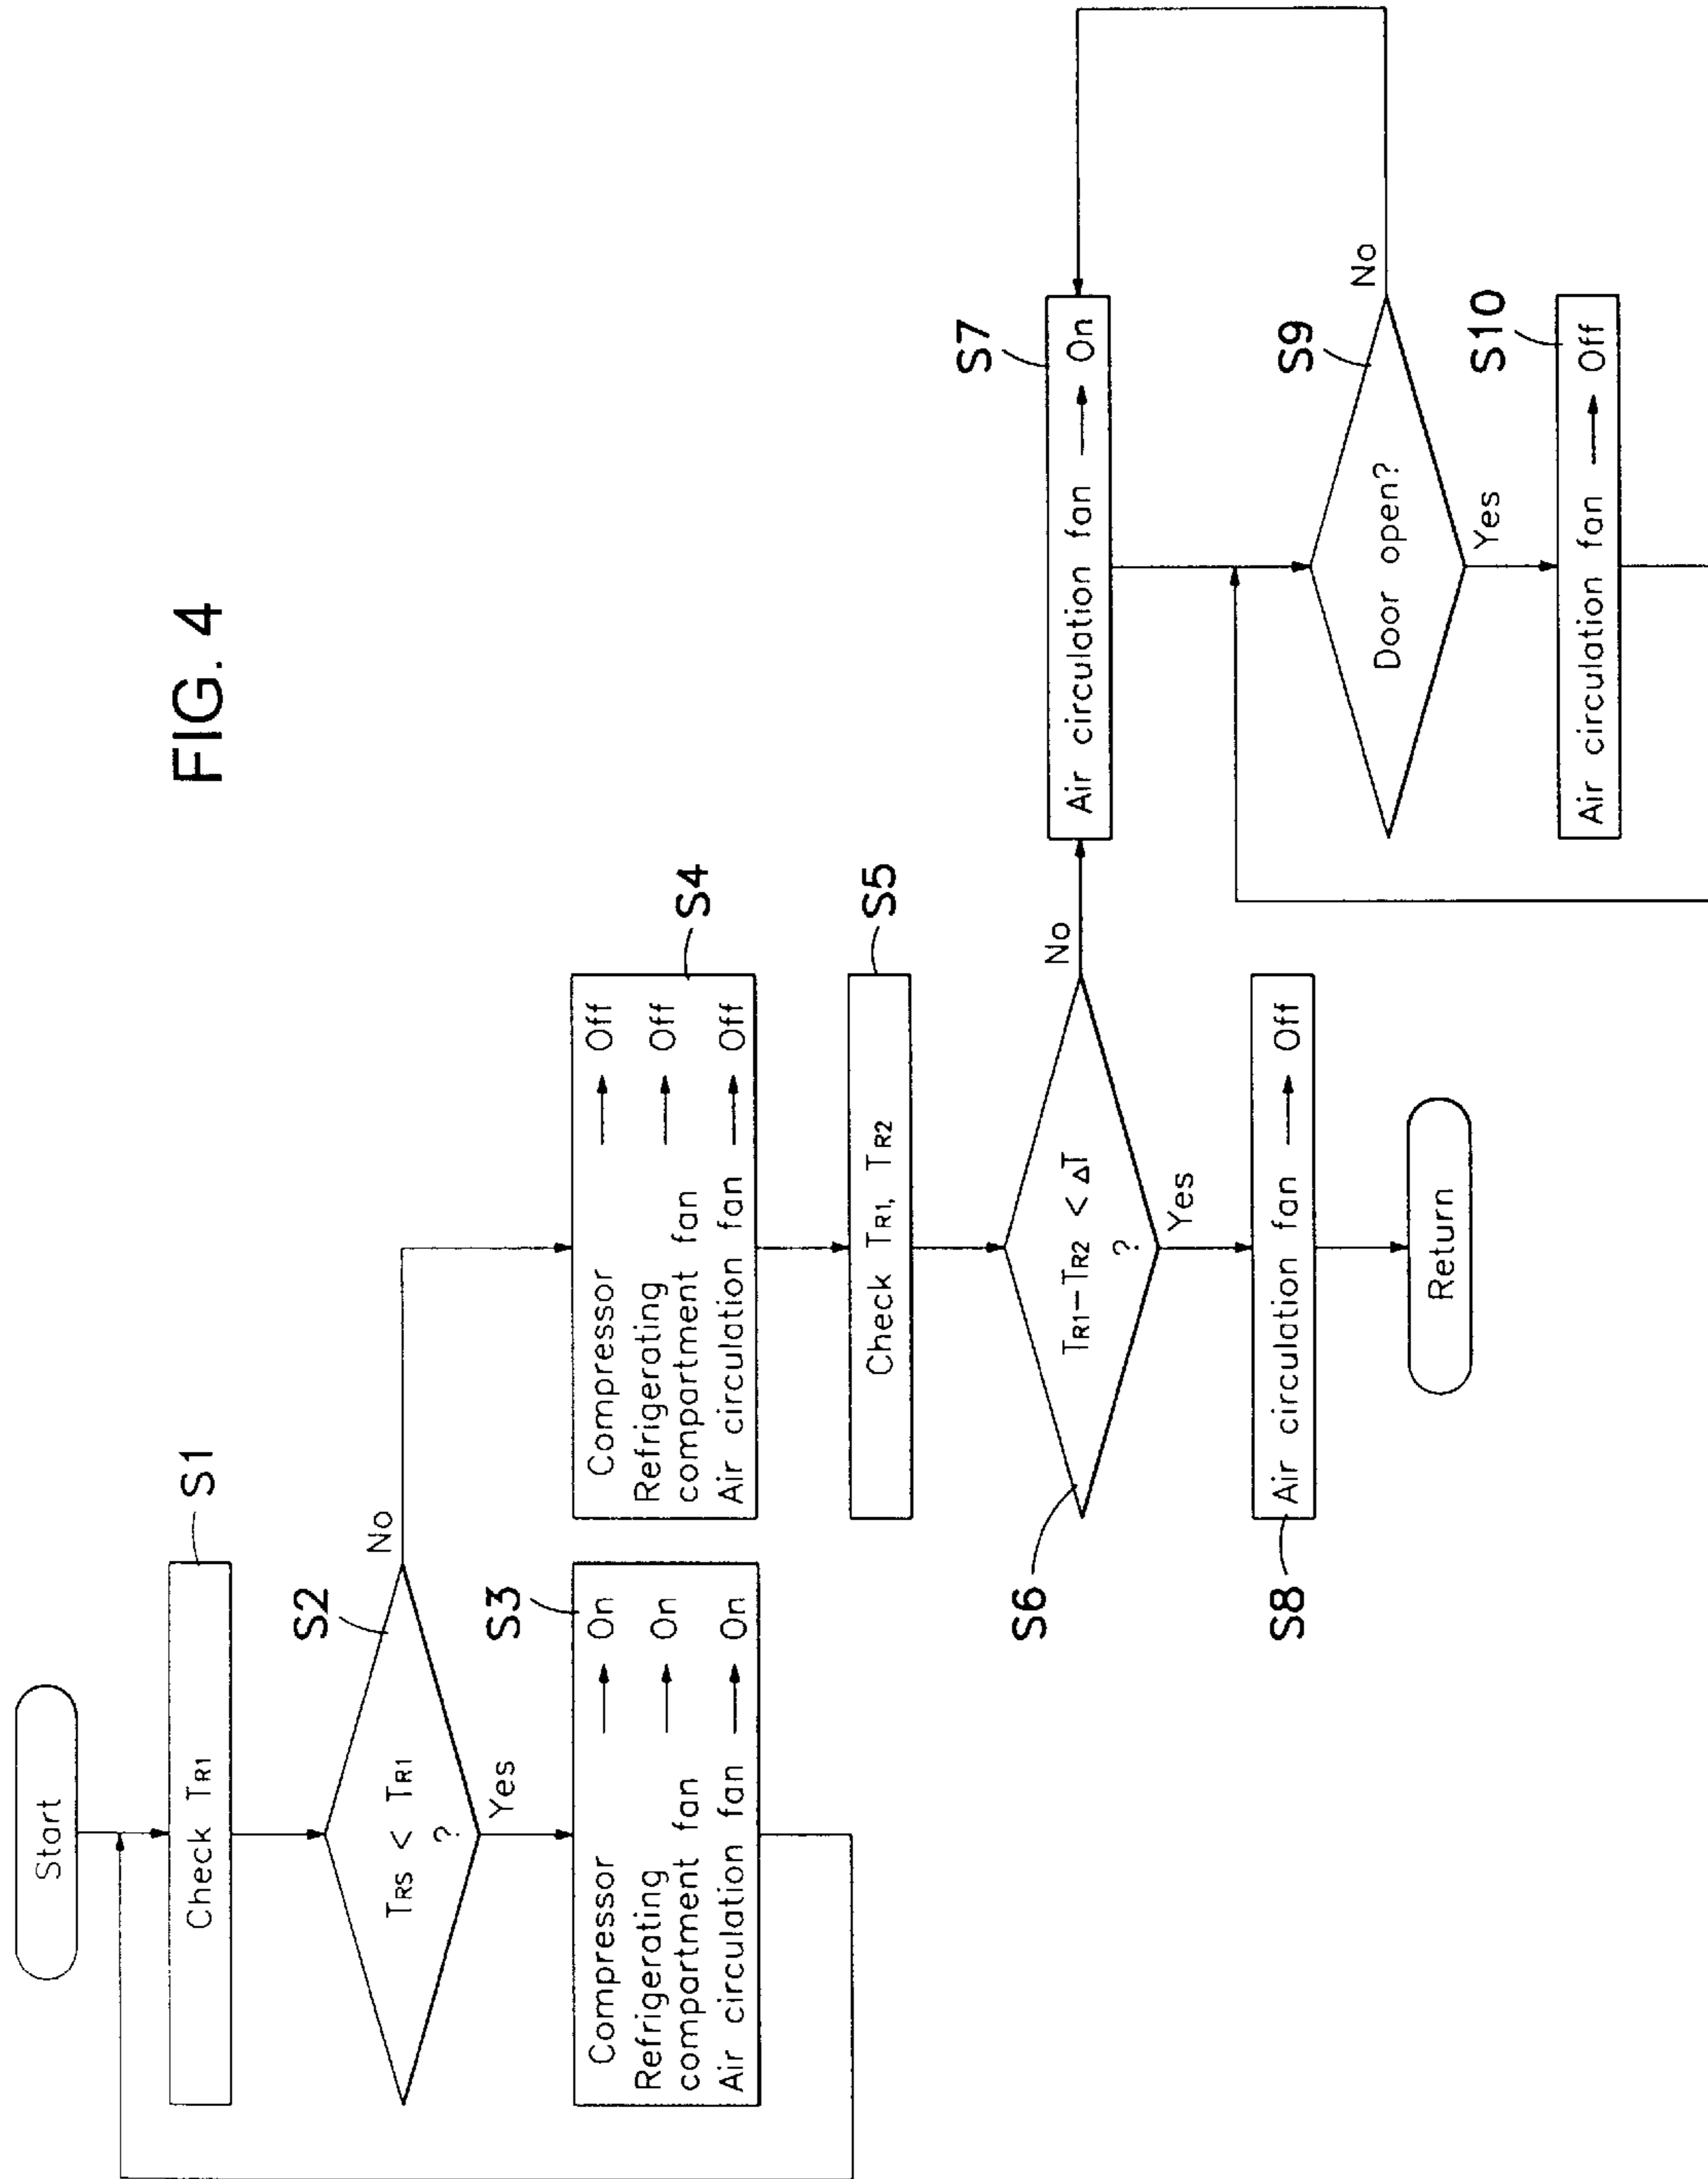 FIG. 4
Start
Check TR1
S1
TRS < TR1
?
S2
No
Yes
Compressor → On
Refrigerating
compartment fan → On
Air circulation fan → On
S3
Compressor → Off
Refrigerating
compartment fan → Off
Air circulation fan → Off
S4
Check TR1, TR2
S5
TR1-TR2 < ΔT
?
S6
No
Yes
Air circulation fan → Off
S8
Return
Air circulation fan → On
S7
Door open?
S9
No
Yes
Air circulation fan → Off
S10